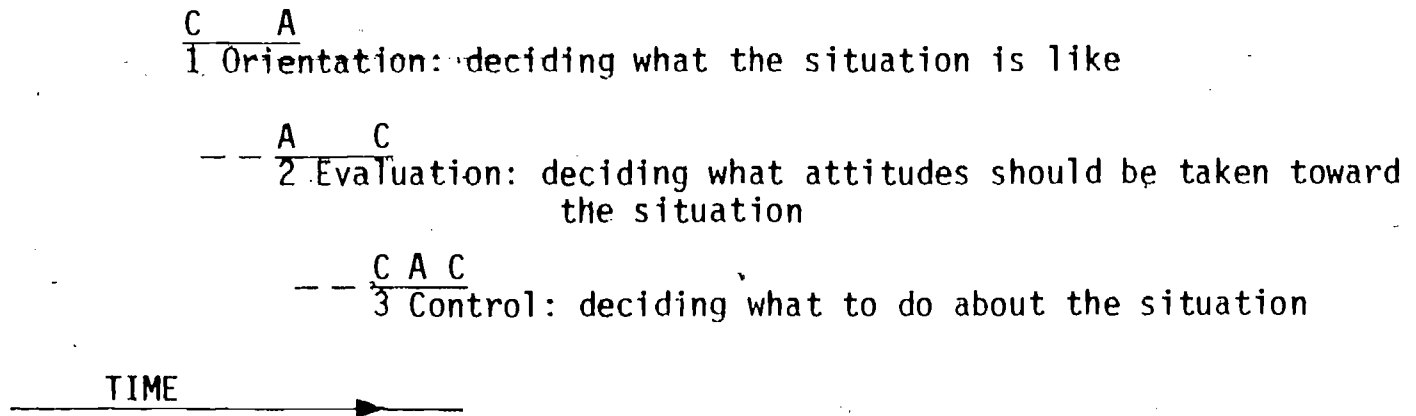 C A
1 Orientation: deciding what the situation is like
A C
2 Evaluation: deciding what attitudes should be taken toward
the situation
C A C
3 Control: deciding what to do about the situation
TIME